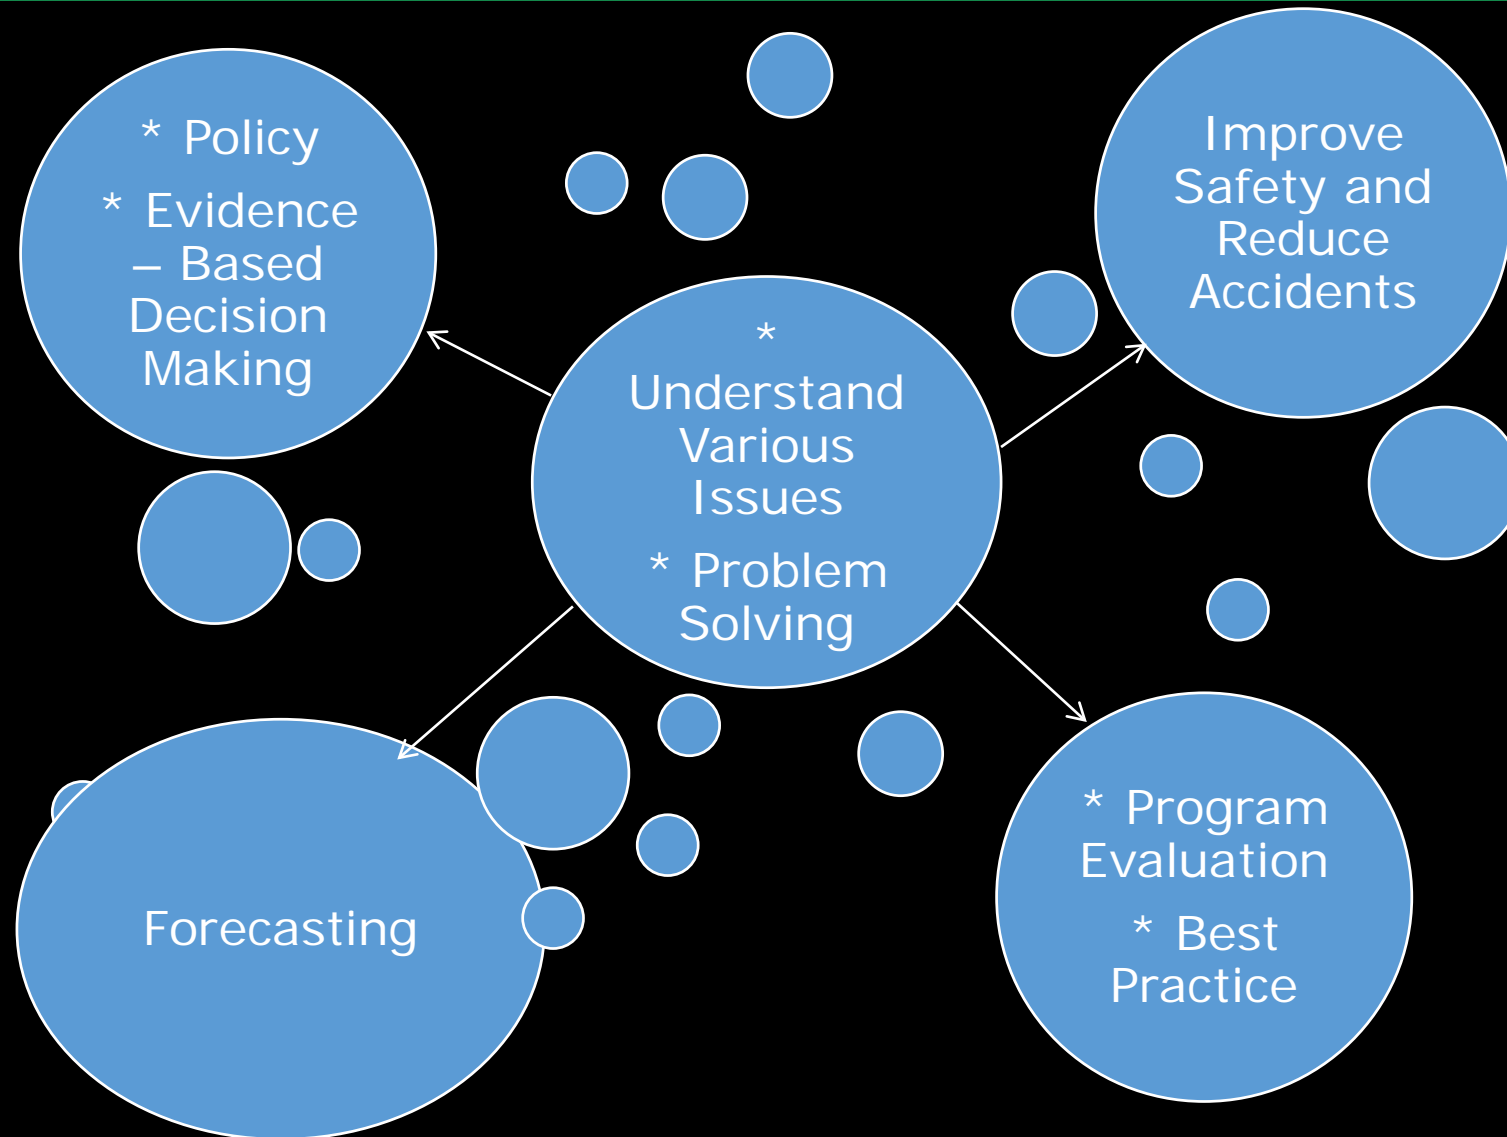 * Policy
* Evidence
– Based
Decision
Making
Improve
Safety and
Reduce
Accidents
*
Understand
Various
Issues
* Problem
Solving
Forecasting
* Program
Evaluation
* Best
Practice